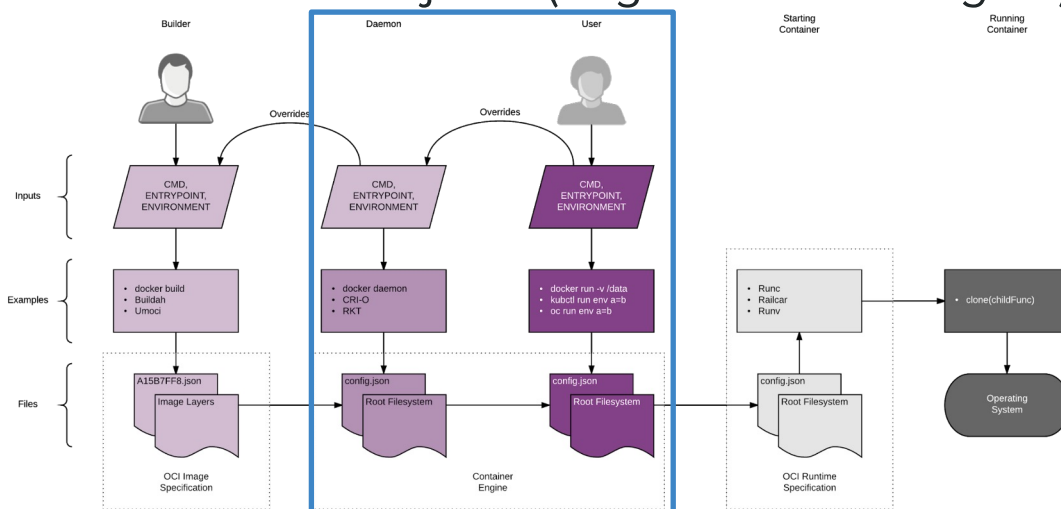 Builder
Daemon
User
Starting
Container
Running
Container
Overrides
Overrides
Inputs
CMD,
ENTRYPOINT,
ENVIRONMENT
CMD,
ENTRYPOINT,
ENVIRONMENT
CMD,
ENTRYPOINT,
ENVIRONMENT
Examples
• docker build
• Buildah
• Umoci
• docker daemon
• CRI-O
• RKT
• docker run -v /data
• kubctl run env a=b
• oc run env a=b
• Runc
• Railcar
• Runv
• clone(childFunc)
Files
A15B7FF8.json
Image Layers
config.json
Root Filesystem
config.json
Root Filesystem
config.json
Root Filesystem
Operating
System
OCI Image
Specification
Container
Engine
OCI Runtime
Specification